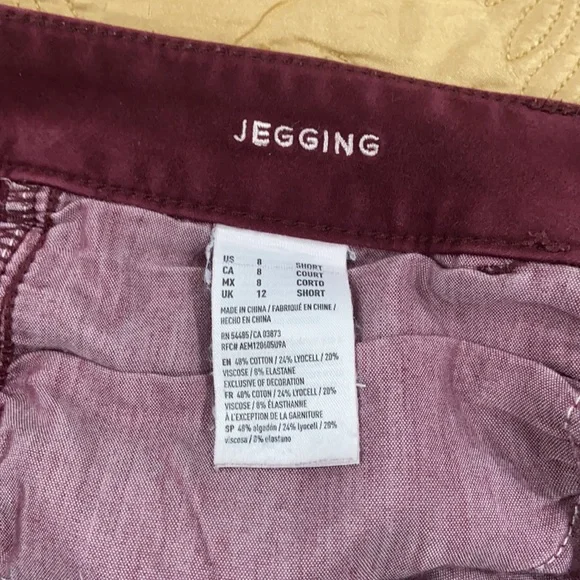 JEGGING
US 8 SHORT
CA 8 COURT
MX 8 CORTO
UK 12 SHORT
MADE IN CHINA / FABRIQUÉ EN CHINE /
HECHO EN CHINA
RN 54485/CA 03873
RFC# AEM120605U9A
EN 48% COTTON / 24% LYOCELL / 20%
VISCOSE / 8% ELASTANE
EXCLUSIVE OF DECORATION
FR 48% COTON / 24% LYOCELL / 20%
VISCOSE / 8% ÉLASTHANNE
À L'EXCEPTION DE LA GARNITURE
SP 48% algodón / 24% lyocell / 20%
viscosa / 8% elastano